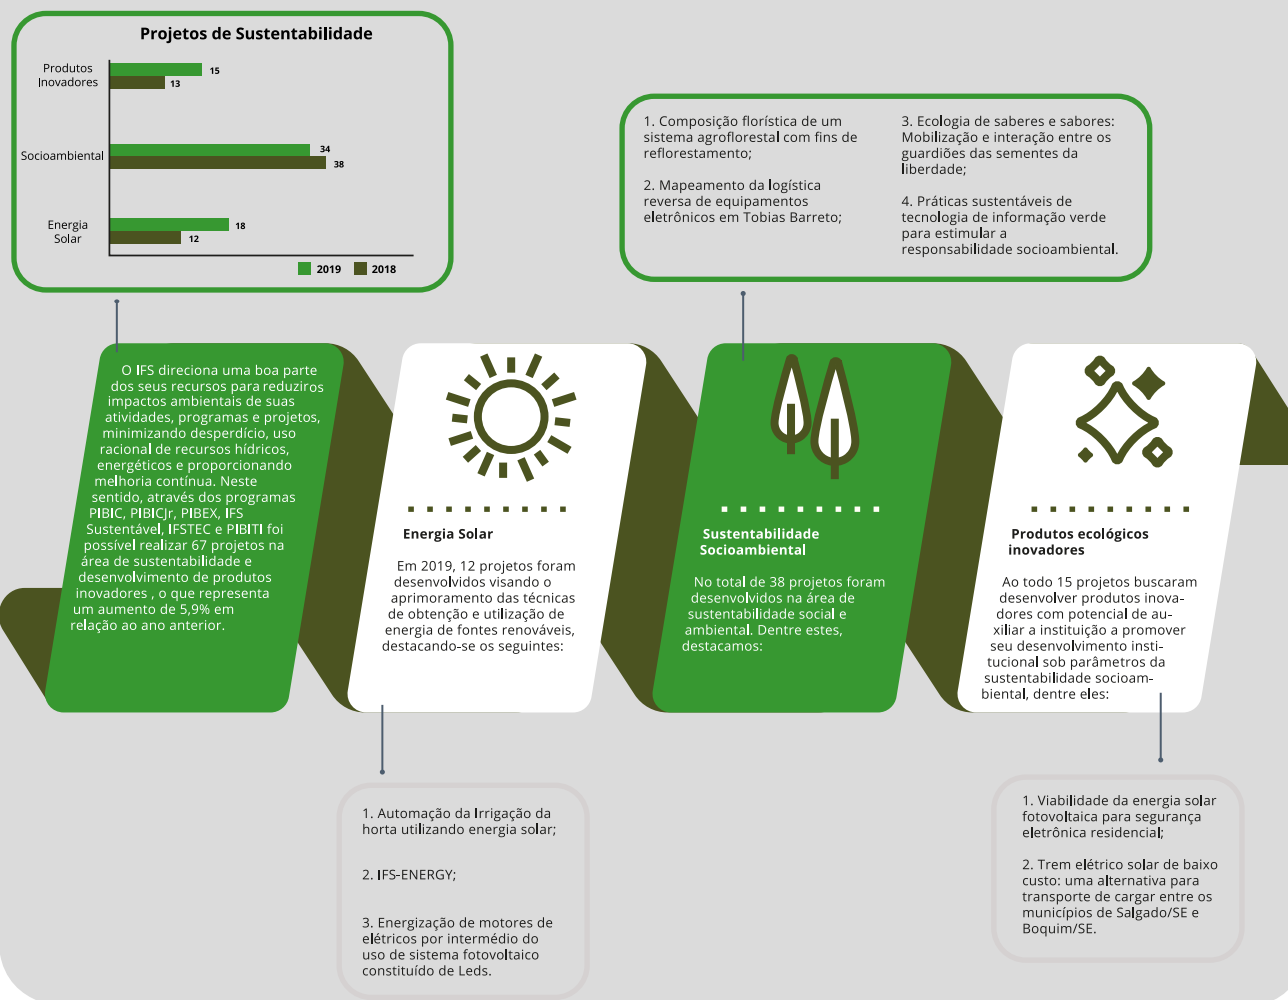 Projetos de Sustentabilidade
Produtos
Inovadores
15
13
Socioambiental
34
38
Energia
Solar
18
12
2019 2018
1. Composição florística de um
sistema agroflorestal com fins de
reflorestamento;
2. Mapeamento da logística
reversa de equipamentos
eletrônicos em Tobias Barreto;
3. Ecologia de saberes e sabores:
Mobilização e interação entre os
guardiões das sementes da
liberdade;
4. Práticas sustentáveis de
tecnologia de informação verde
para estimular a
responsabilidade socioambiental.
O IFS direciona uma boa parte
dos seus recursos para reduziros
impactos ambientais de suas
atividades, programas e projetos,
minimizando desperdício, uso
racional de recursos hídricos,
energéticos e proporcionando
melhoria contínua. Neste
sentido, através dos programas
PIBIC, PIBICJr, PIBEX, IFS
Sustentável, IFSTEC e PIBITI foi
possível realizar 67 projetos na
área de sustentabilidade e
desenvolvimento de produtos
inovadores , o que representa
um aumento de 5,9% em
relação ao ano anterior.
Energia Solar
Em 2019, 12 projetos foram
desenvolvidos visando o
aprimoramento das técnicas
de obtenção e utilização de
energia de fontes renováveis,
destacando-se os seguintes:
Sustentabilidade
Socioambiental
No total de 38 projetos foram
desenvolvidos na área de
sustentabilidade social e
ambiental. Dentre estes,
destacamos:
Produtos ecológicos
inovadores
Ao todo 15 projetos buscaram
desenvolver produtos inova-
dores com potencial de au-
xiliar a instituição a promover
seu desenvolvimento insti-
tucional sob parâmetros da
sustentabilidade socioam-
biental, dentre eles:
1. Automação da Irrigação da
horta utilizando energia solar;
2. IFS-ENERGY;
3. Energização de motores de
elétricos por intermédio do
uso de sistema fotovoltaico
constituído de Leds.
1. Viabilidade da energia solar
fotovoltaica para segurança
eletrônica residencial;
2. Trem elétrico solar de baixo
custo: uma alternativa para
transporte de cargar entre os
municípios de Salgado/SE e
Boquim/SE.